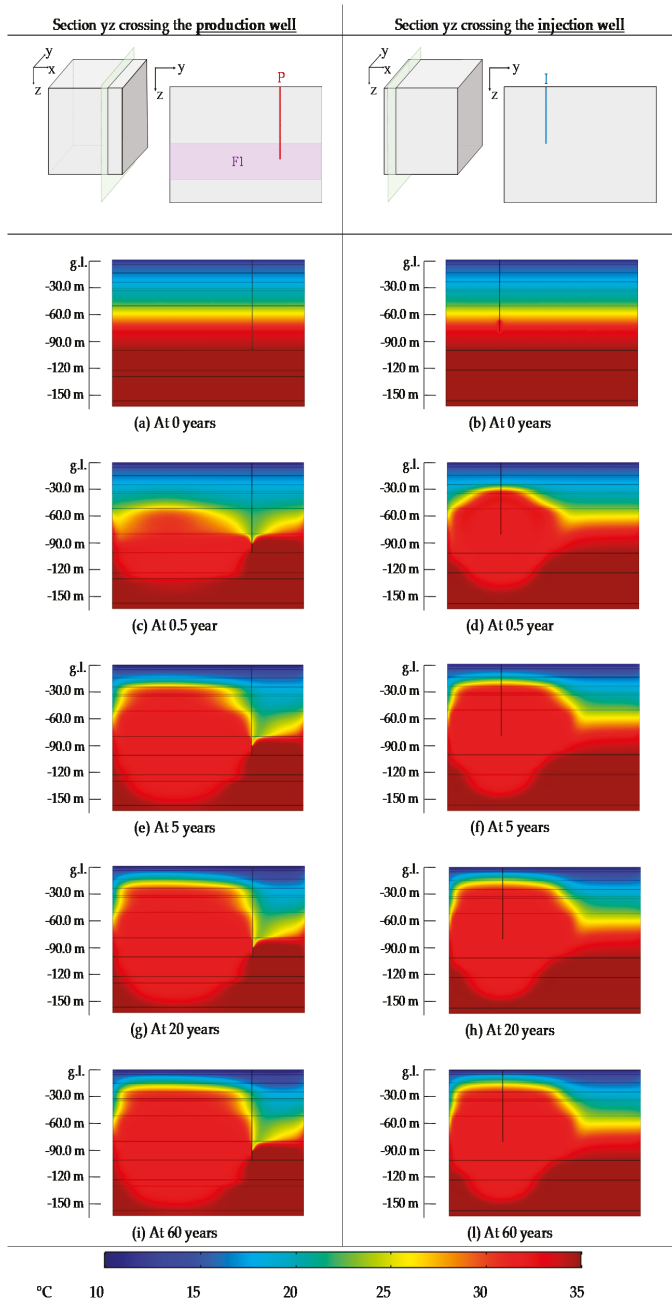 Section yz crossing the production well
Section yz crossing the injection well
y
x
z
y
z
P
F1
y
x
z
y
z
I
g.l.
-30.0 m
-60.0 m
-90.0 m
-120 m
-150 m
(a) At 0 years
g.l.
-30.0 m
-60.0 m
-90.0 m
-120 m
-150 m
(b) At 0 years
g.l.
-30.0 m
-60.0 m
-90.0 m
-120 m
-150 m
(c) At 0.5 year
g.l.
-30.0 m
-60.0 m
-90.0 m
-120 m
-150 m
(d) At 0.5 year
g.l.
-30.0 m
-60.0 m
-90.0 m
-120 m
-150 m
(e) At 5 years
g.l.
-30.0 m
-60.0 m
-90.0 m
-120 m
-150 m
(f) At 5 years
g.l.
-30.0 m
-60.0 m
-90.0 m
-120 m
-150 m
(g) At 20 years
g.l.
-30.0 m
-60.0 m
-90.0 m
-120 m
-150 m
(h) At 20 years
g.l.
-30.0 m
-60.0 m
-90.0 m
-120 m
-150 m
(i) At 60 years
g.l.
-30.0 m
-60.0 m
-90.0 m
-120 m
-150 m
(l) At 60 years
°C 10 15 20 25 30 35